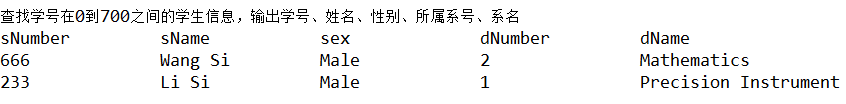 查找学号在0到700之间的学生信息，输出学号、姓名、性别、所属系号、系名
sNumber sName sex dNumber dName
666 Wang Si Male 2 Mathematics
233 Li Si Male 1 Precision Instrument